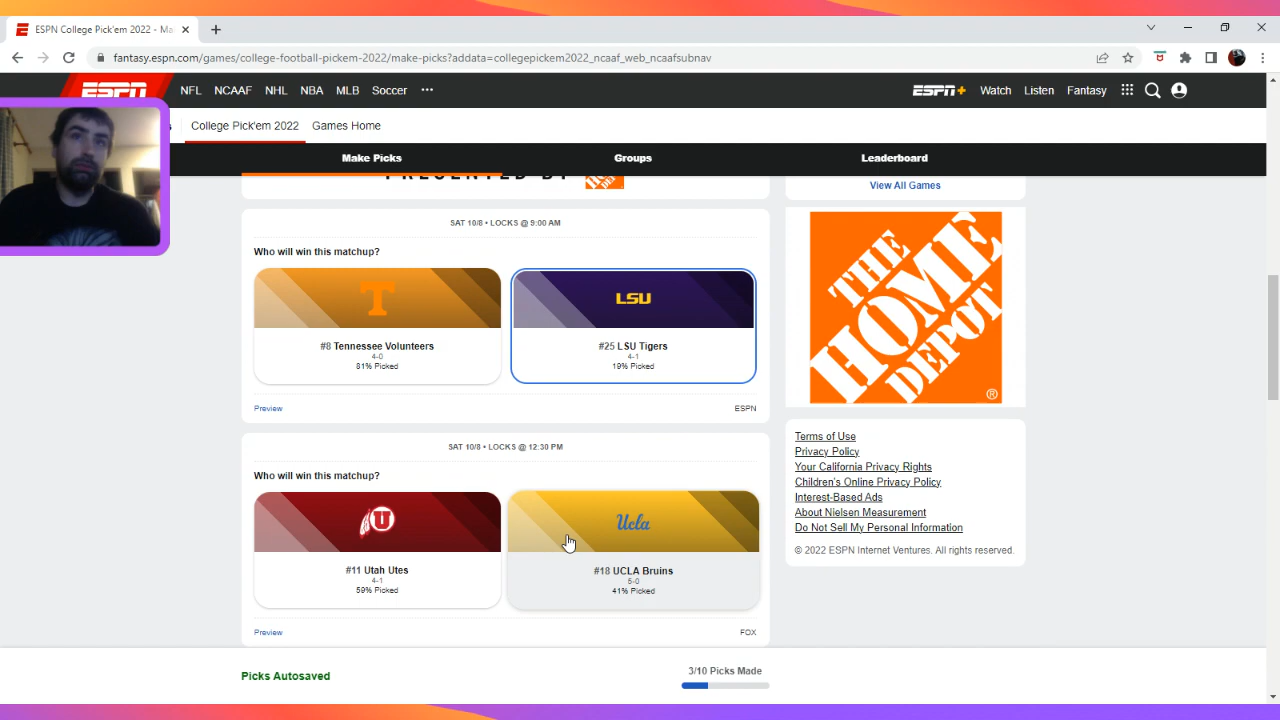 ESPN College Pick'em 2022 - Ma
fantasy.espn.com/games/college-football-pickem-2022/make-picks?addata=collegepickem2022_ncaaf_web_ncaafsubnav
ESPN NFL NCAAF NHL NBA MLB Soccer ••• ESPN+ Watch Listen Fantasy
s College Pick'em 2022 Games Home
Make Picks Groups Leaderboard
PRESENTED BY
View All Games
SAT 10/8 • LOCKS @ 9:00 AM
Who will win this matchup?
T LSU
#8 Tennessee Volunteers #25 LSU Tigers
4-0 4-1
81% Picked 19% Picked
Preview ESPN
THE HOME DEPOT ®
SAT 10/8 • LOCKS @ 12:30 PM
Who will win this matchup?
U Ucla
#11 Utah Utes #18 UCLA Bruins
4-1 5-0
59% Picked 41% Picked
Preview FOX
Terms of Use
Privacy Policy
Your California Privacy Rights
Children's Online Privacy Policy
Interest-Based Ads
About Nielsen Measurement
Do Not Sell My Personal Information
© 2022 ESPN Internet Ventures. All rights reserved.
Picks Autosaved 3/10 Picks Made